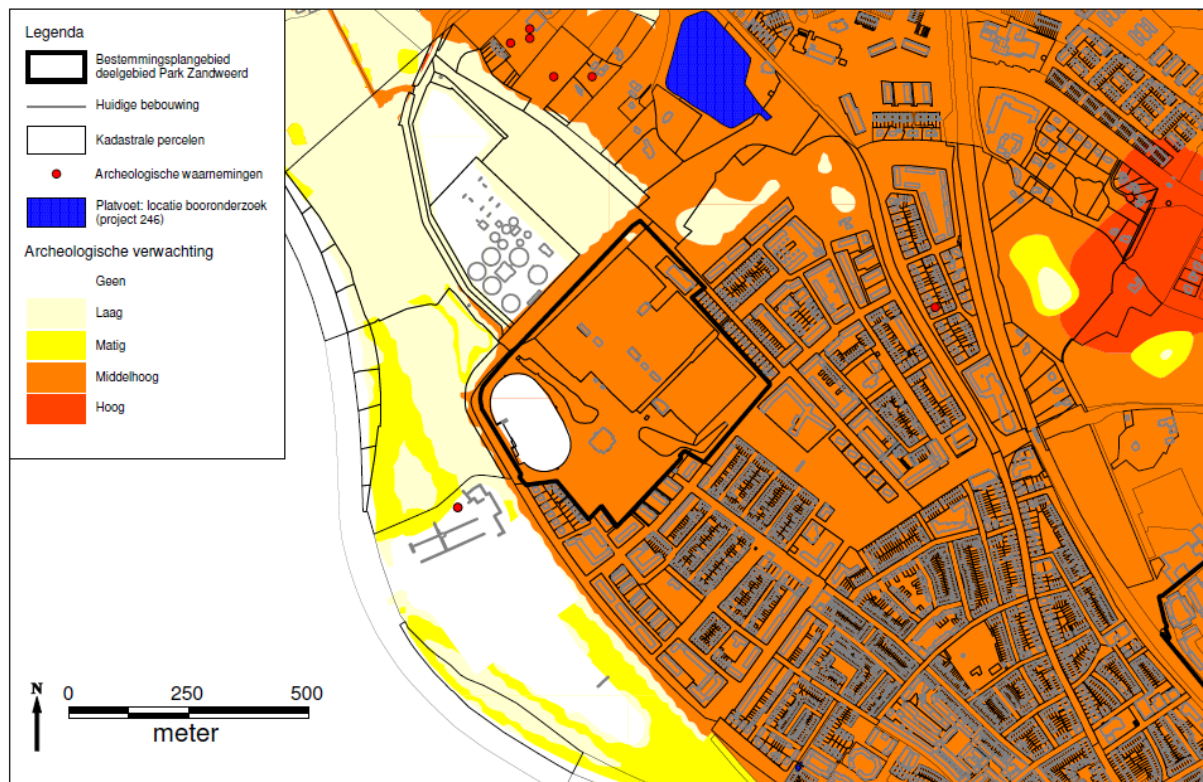 Legenda
Bestemmingsplangebied
deelgebied Park Zandweerd
Huidige bebouwing
Kadastrale percelen
Archeologische waarnemingen
Platvoet: locatie booronderzoek
(project 246)
Archeologische verwachting
Geen
Laag
Matig
Middelhoog
Hoog
N
0 250 500
meter